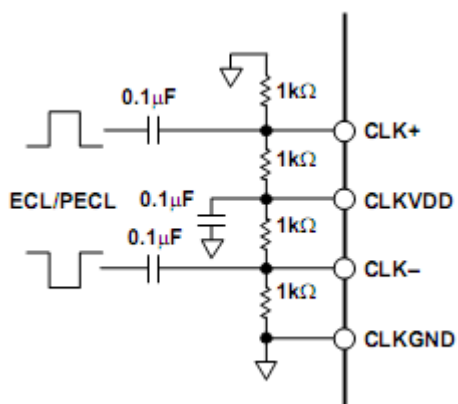 1kΩ
0.1μF
CLK+
1kΩ
ECL/PECL
0.1μF
CLKVDD
0.1μF
1kΩ
CLK–
1kΩ
CLKGND